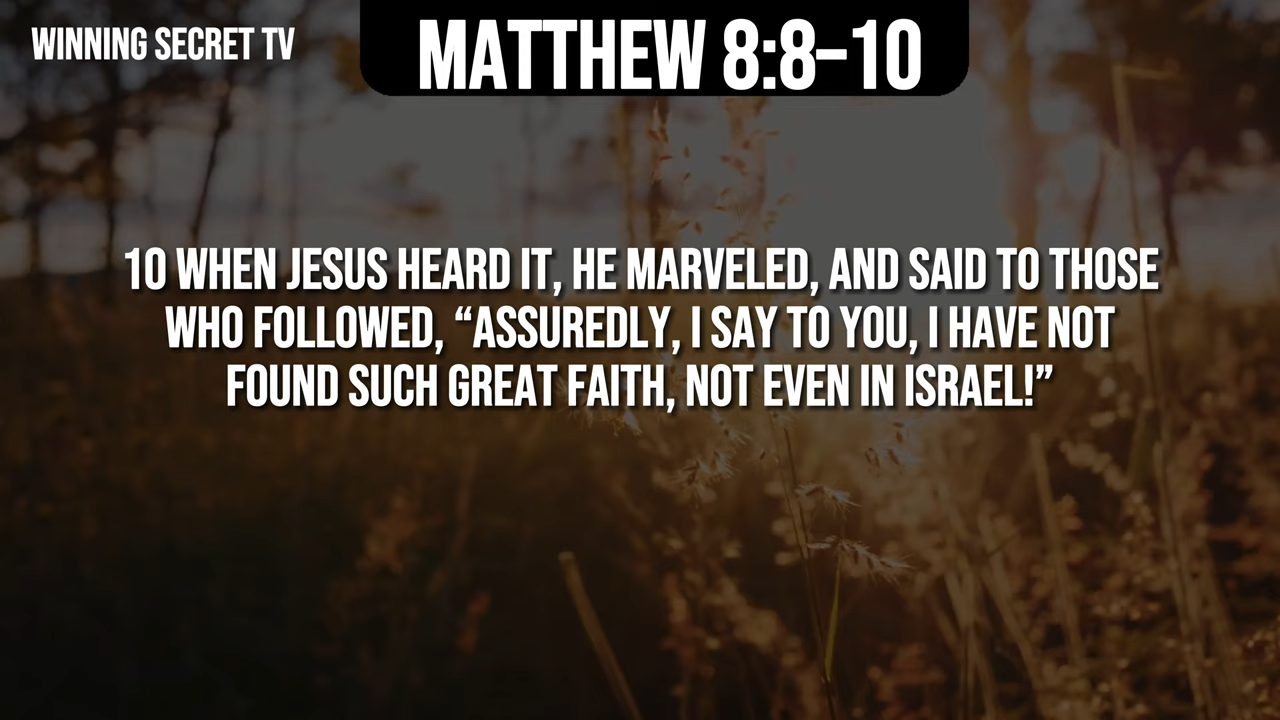 WINNING SECRET TV
MATTHEW 8:8–10
10 WHEN JESUS HEARD IT, HE MARVELED, AND SAID TO THOSE
WHO FOLLOWED, “ASSUREDLY, I SAY TO YOU, I HAVE NOT
FOUND SUCH GREAT FAITH, NOT EVEN IN ISRAEL!”